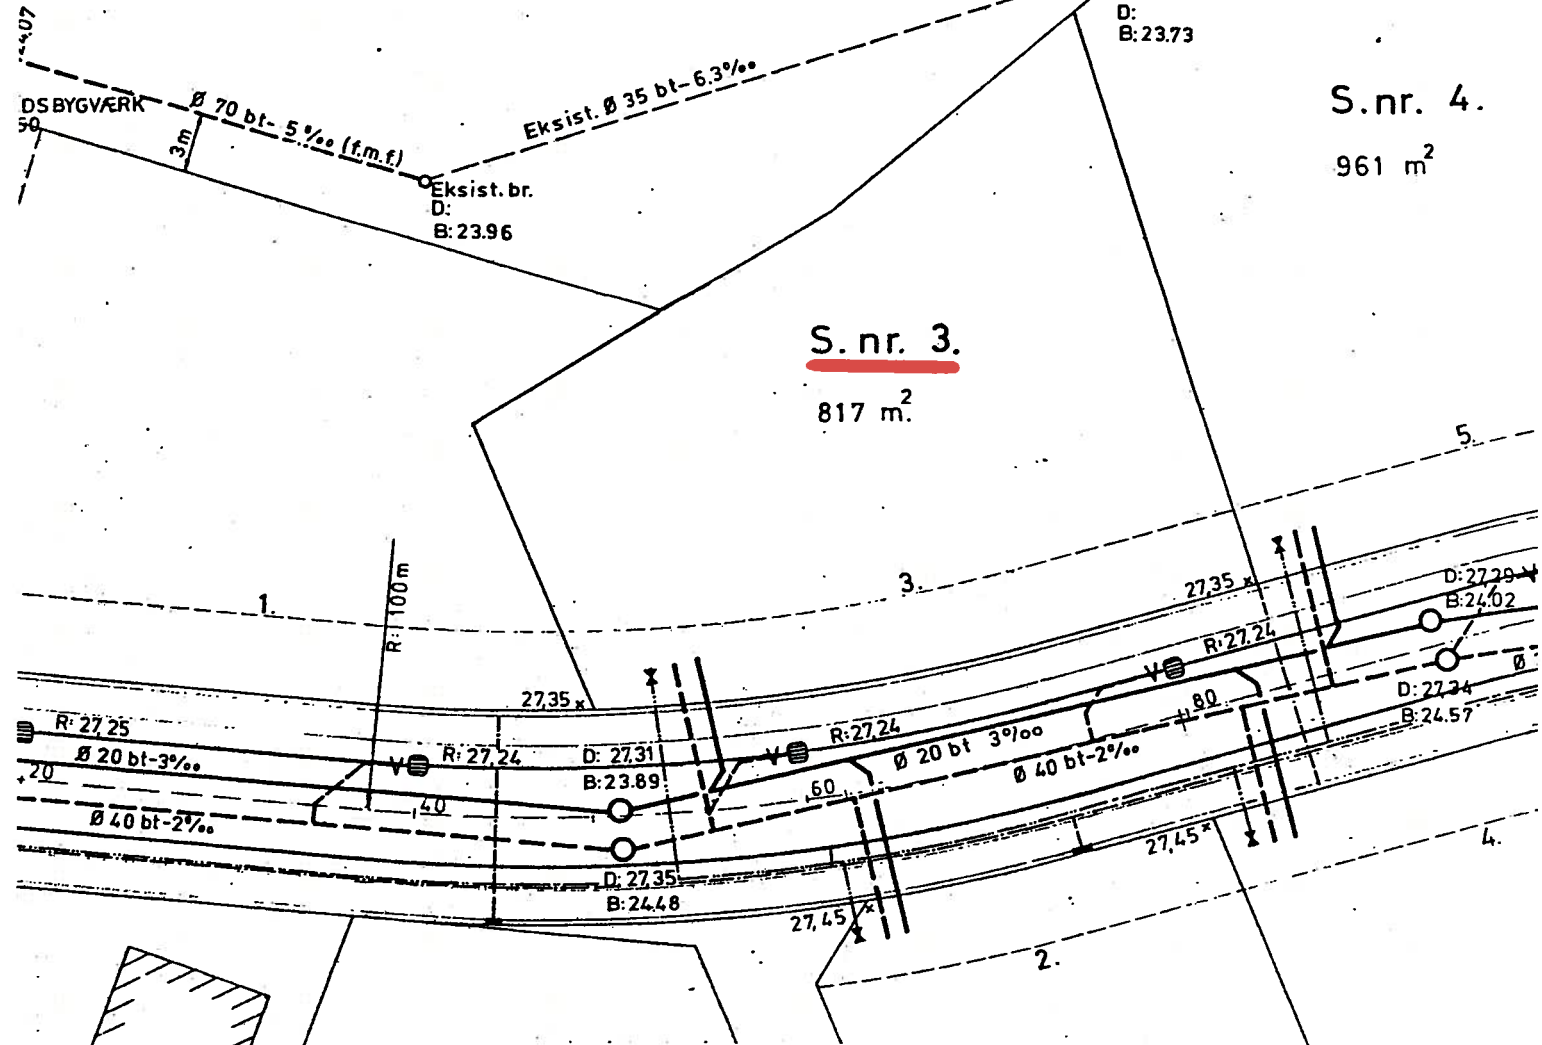 D:
B:23.73
DSBYGVÆRK
Ø 70 bt- 5‰ (f.m.f.)
3m
Eksist. Ø 35 bt-6.3‰
Eksist. br.
D:
B:23.96
S.nr. 4.
961 m²
S.nr. 3.
817 m².
5.
3.
1.
R: 100m
27,35
27,35
D:27,29
B:24.02
R:27.24
V
80
D:27,34
B:24.57
Ø
R: 27,25
Ø 20 bt-3‰
20
V
R: 27,24
D: 27,31
B:23.89
V
R:27,24
Ø 20 bt 3‰
Ø 40 bt-2‰
60
40
Ø 40 bt-2‰
D: 27,35
B:24.48
27,45
27,45
4.
2.